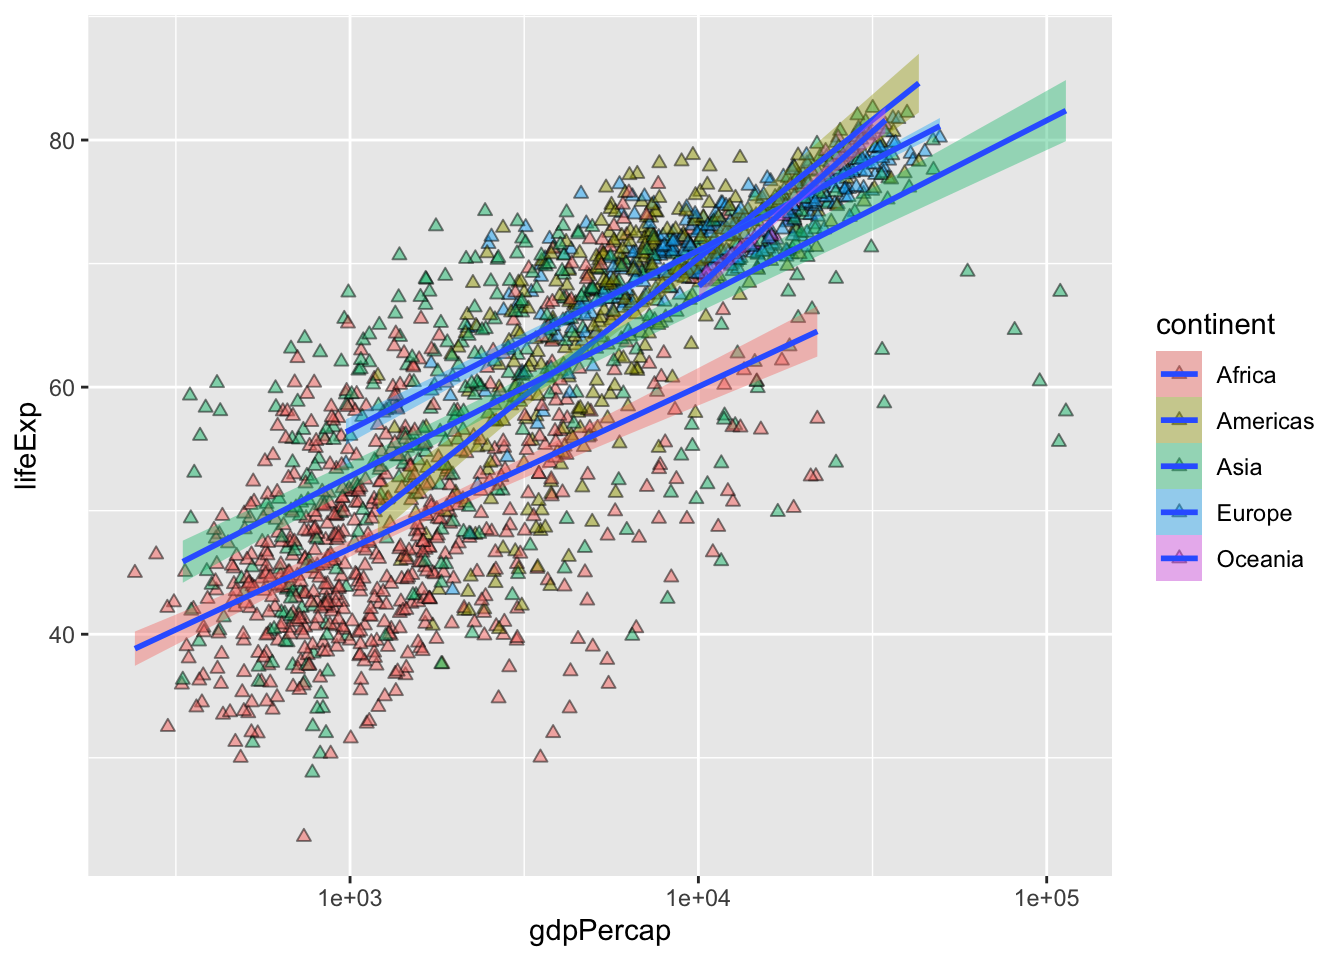 80
60
40
lifeExp
1e+03
1e+04
1e+05
gdpPercap
continent
Africa
Americas
Asia
Europe
Oceania